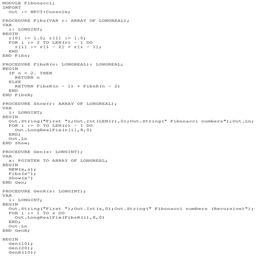 MODULE Fibonacci;
IMPORT
Out := NPCT:Console;
PROCEDURE Fibs(VAR r: ARRAY OF LONGREAL);
VAR
i: LONGINT;
BEGIN
r[0] := 1.0; r[1] := 1.0;
FOR i := 2 TO LEN(r) - 1 DO
r[i] := r[i - 2] + r[i - 1];
END
END Fibs;
PROCEDURE FibsR(n: LONGREAL): LONGREAL;
BEGIN
IF n < 2. THEN
RETURN n
ELSE
RETURN FibsR(n - 1) + FibsR(n - 2)
END
END FibsR;
PROCEDURE Show(r: ARRAY OF LONGREAL);
VAR
i: LONGINT;
BEGIN
Out.String("First ");Out.Int(LEN(r),0);Out.String(" Fibonacci numbers");Out.Ln;
FOR i := 0 TO LEN(r) - 1 DO
Out.LongRealFix(r[i],8,0)
END;
Out.Ln
END Show;
PROCEDURE Gen(s: LONGINT);
VAR
x: POINTER TO ARRAY OF LONGREAL;
BEGIN
NEW(x,s);
Fibs(x^);
Show(x^)
END Gen;
PROCEDURE GenR(s: LONGINT);
VAR
i: LONGINT;
BEGIN
Out.String("First ");Out.Int(s,0);Out.String(" Fibonacci numbers (Recursive)");Out.Ln;
FOR i := 1 TO s DO
Out.LongRealFix(FibsR(i),8,0)
END;
Out.Ln
END GenR;
BEGIN
Gen(10);
Gen(20);
GenR(10);